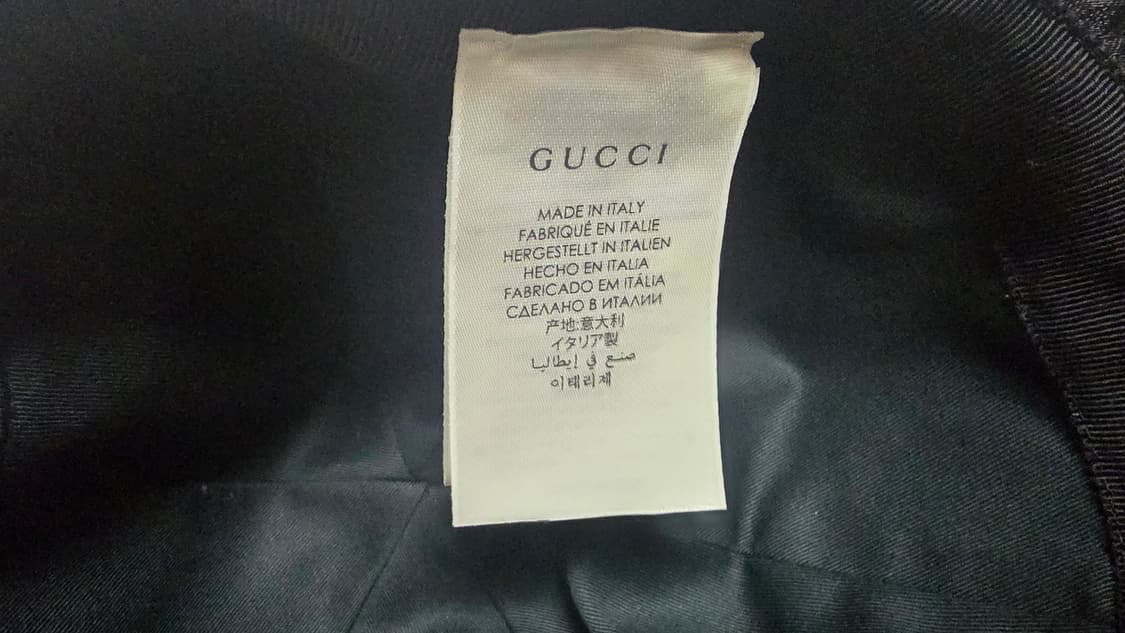 GUCCI
MADE IN ITALY
FABRIQUÉ EN ITALIE
HERGESTELLT IN ITALIEN
HECHO EN ITALIA
FABRICADO EM ITÁLIA
СДЕЛАНО В ИТАЛИИ
产地:意大利
イタリア製
صنع في إيطاليا
이태리제